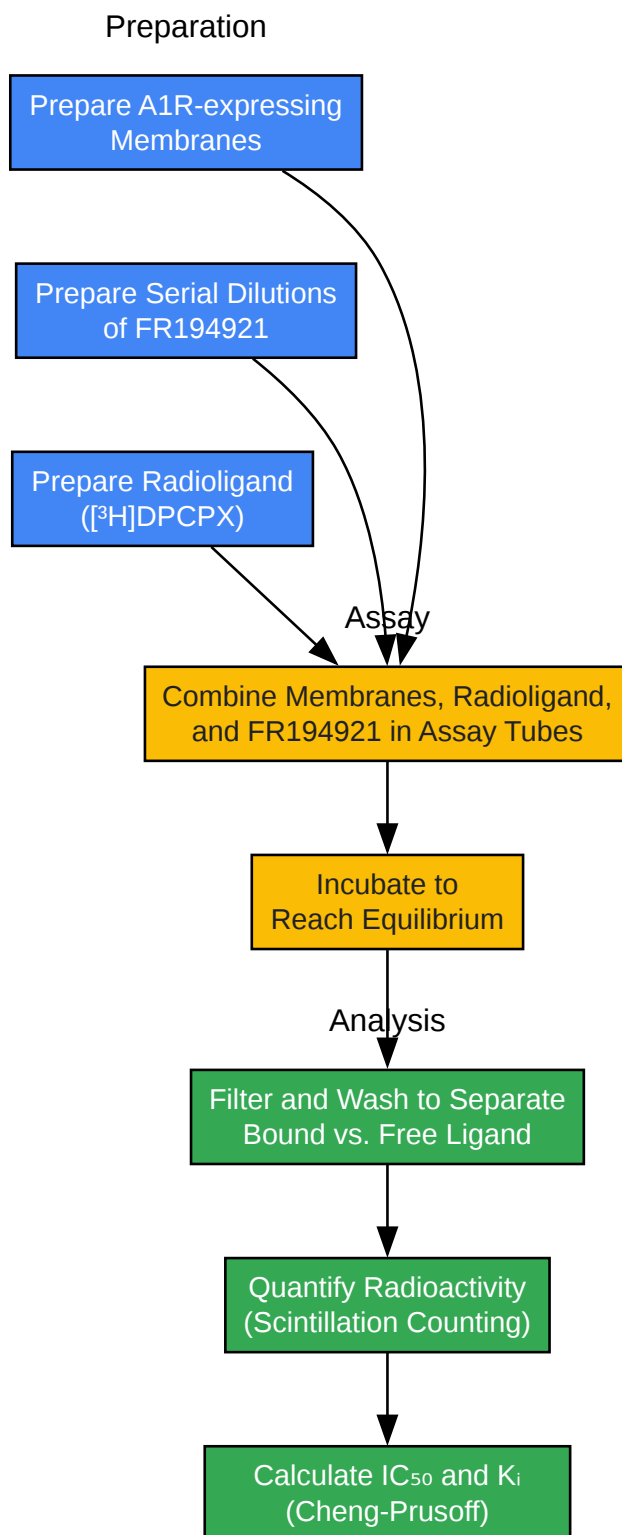 Preparation
Prepare A1R-expressing
Membranes
Prepare Serial Dilutions
of FR194921
Prepare Radioligand
([³H]DPCPX)
Assay
Combine Membranes, Radioligand,
and FR194921 in Assay Tubes
Incubate to
Reach Equilibrium
Analysis
Filter and Wash to Separate
Bound vs. Free Ligand
Quantify Radioactivity
(Scintillation Counting)
Calculate IC₅₀ and Kᵢ
(Cheng-Prusoff)